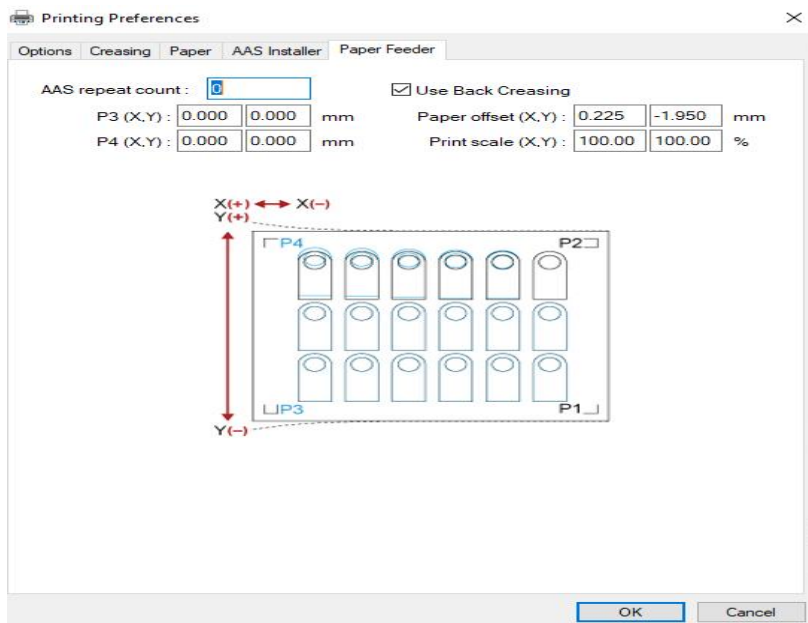 Printing Preferences
Options Creasing Paper AAS Installer Paper Feeder
AAS repeat count : 0 Use Back Creasing
P3 (X,Y) : 0.000 0.000 mm Paper offset (X,Y) : 0.225 -1.950 mm
P4 (X,Y) : 0.000 0.000 mm Print scale (X,Y) : 100.00 100.00 %
X(+) X(−)
Y(+)
P4 P2
P3 P1
Y(−)
OK Cancel